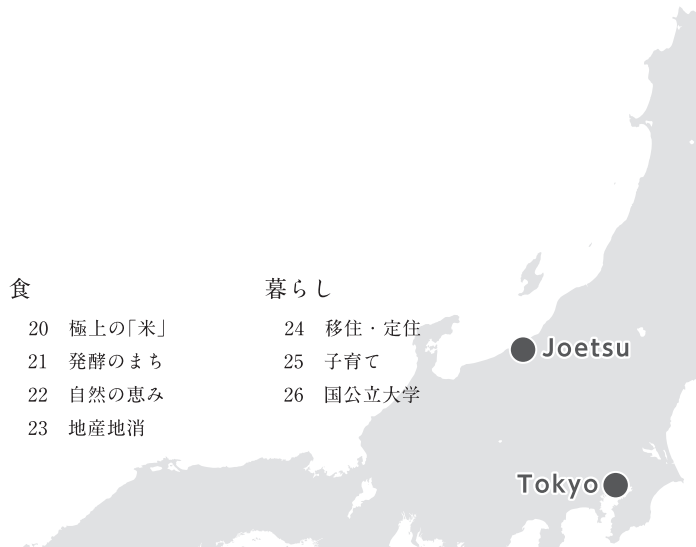 食
20 極上の「米」
21 発酵のまち
22 自然の恵み
23 地産地消
暮らし
24 移住・定住
25 子育て
26 国公立大学
Joetsu
Tokyo